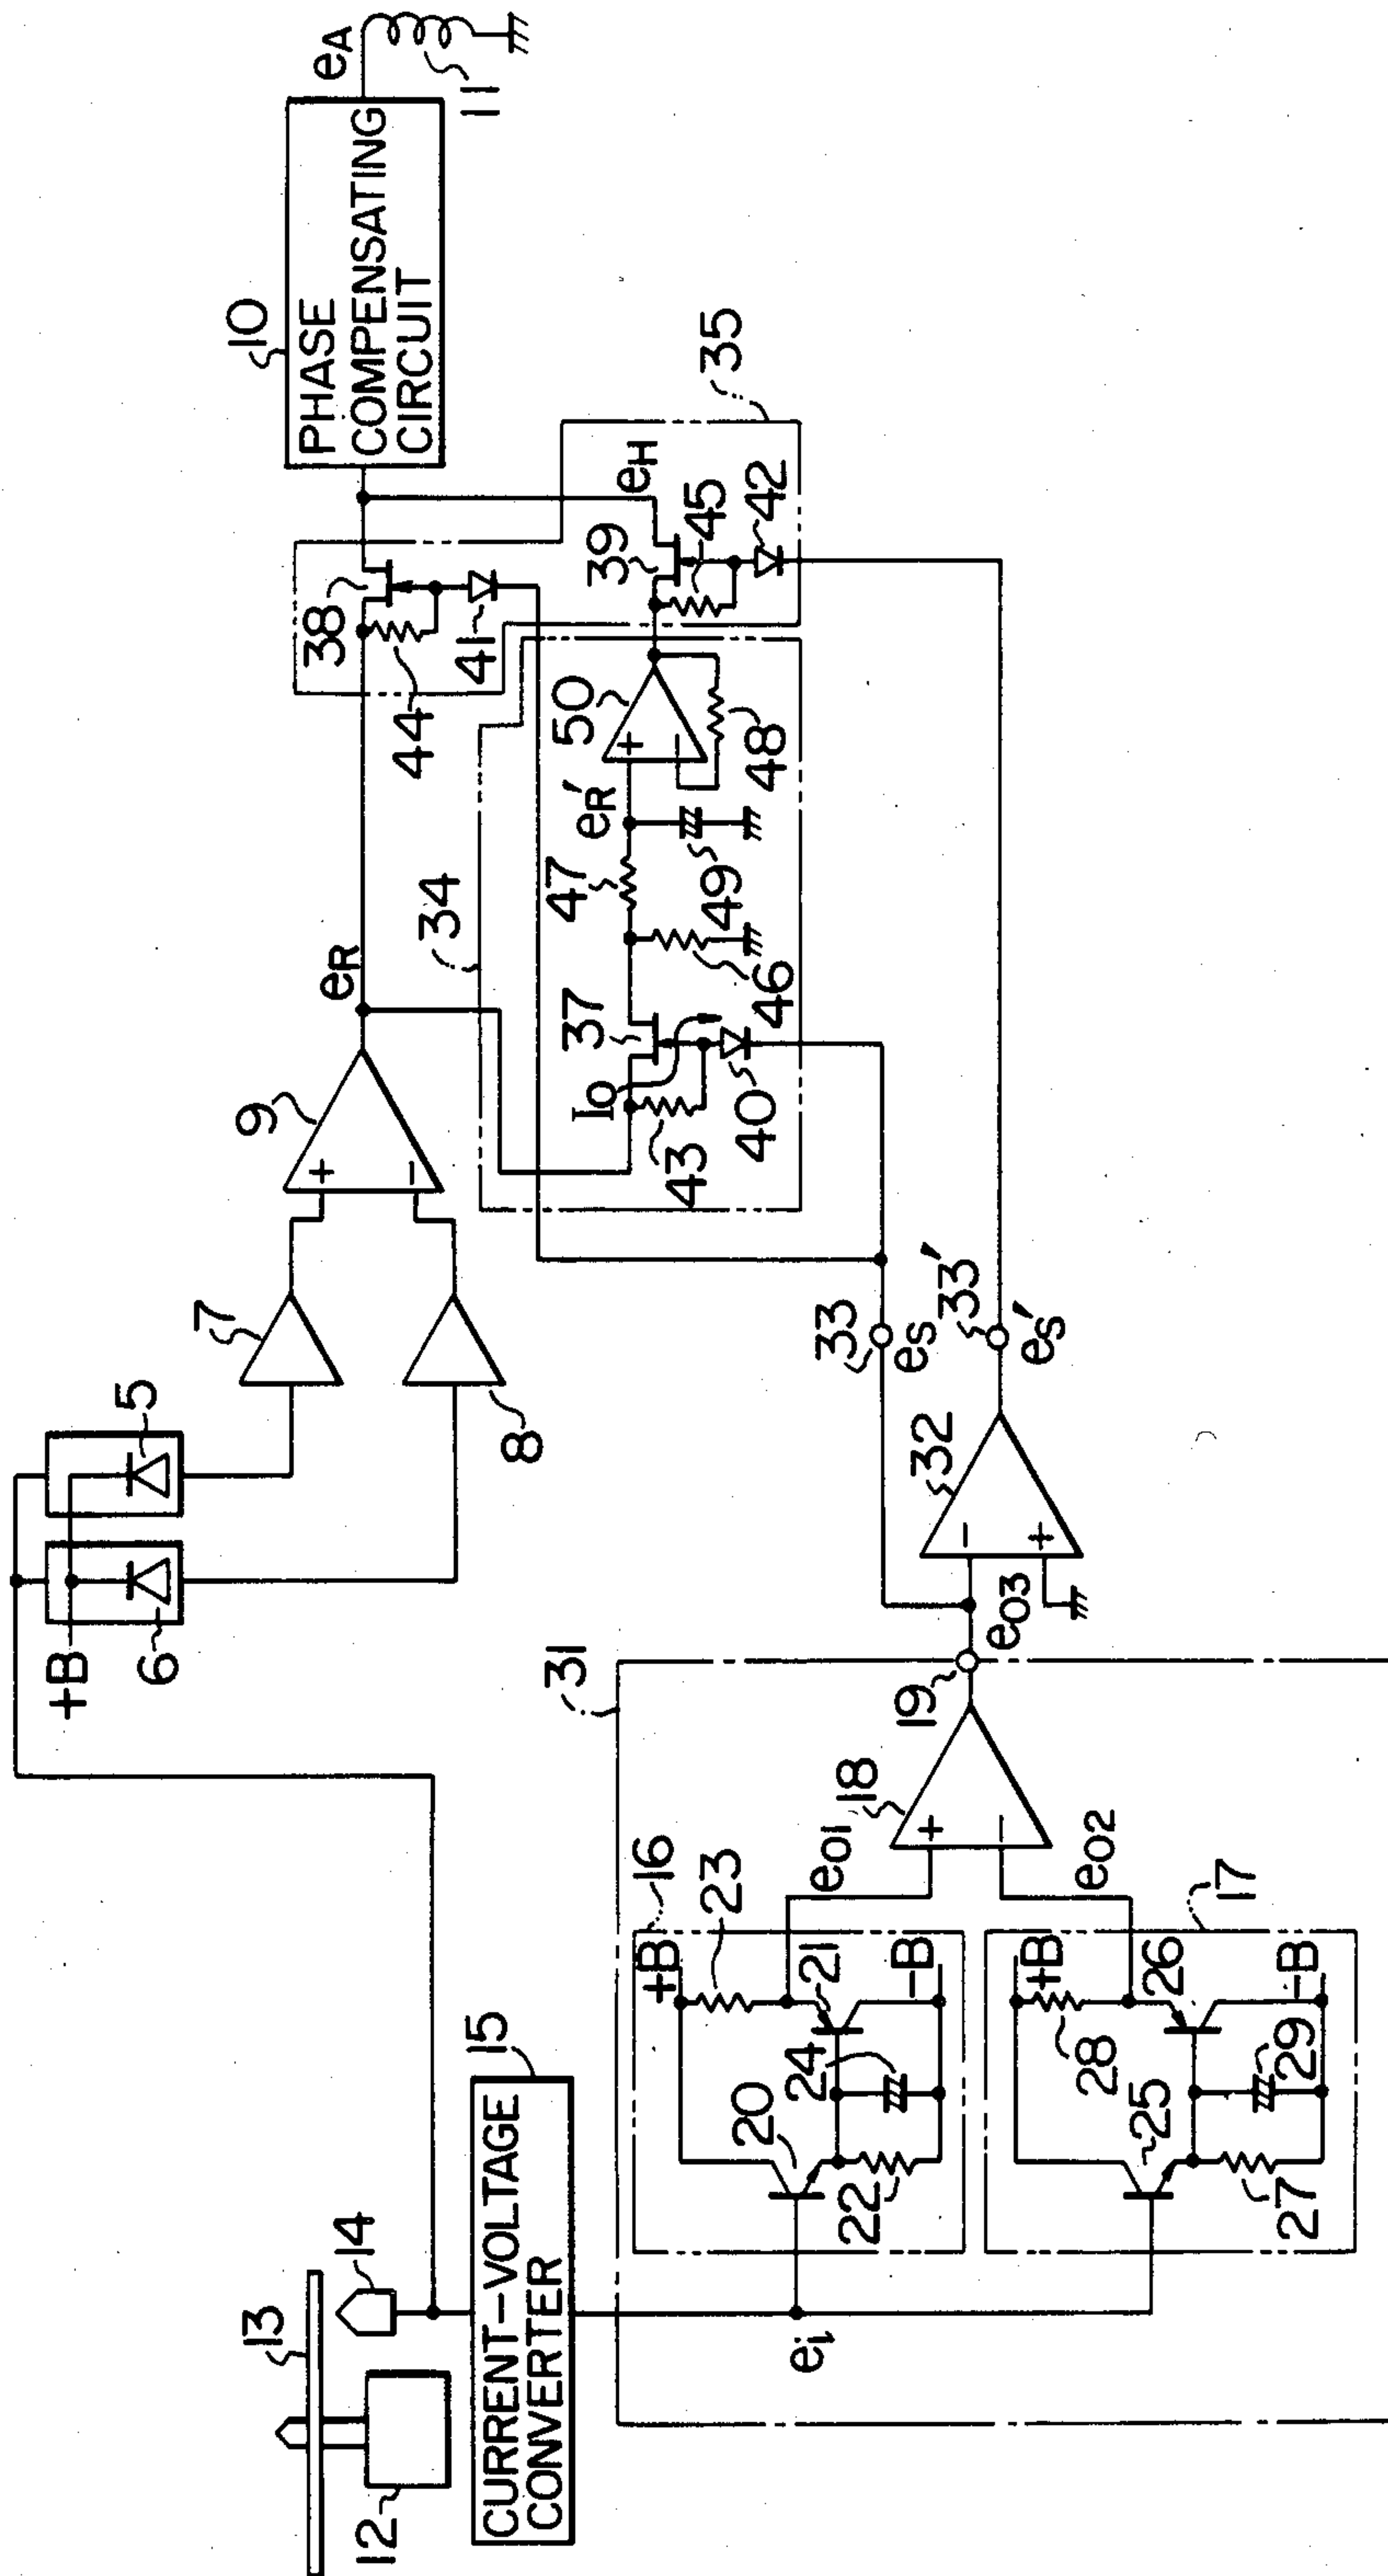 13
14
12
CURRENT-VOLTAGE
CONVERTER
15
+B
6
5
7
8
9
eR
10
PHASE
COMPENSATING
CIRCUIT
eA
11
38
44
41
35
eH
39
45
42
34
37
I0
43
40
46
47
49
eR'
50
48
+
−
+
−
33
eS
33'
eS'
32
−
+
e03
31
19
18
+
−
e01
e02
16
+B
23
21
24
20
22
−B
17
+B
28
26
25
29
27
−B
ei